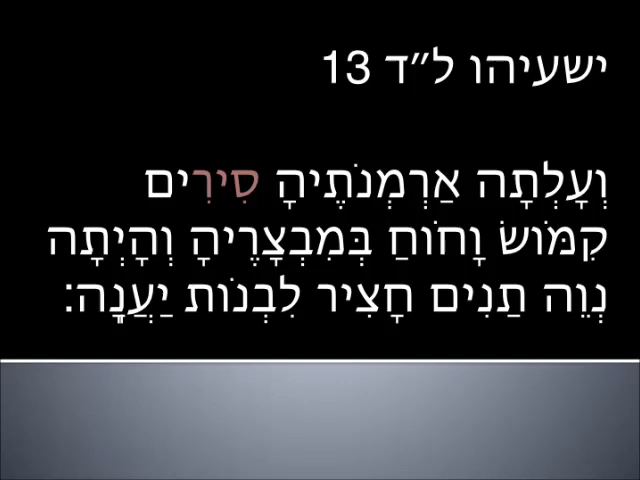 ישעיהו ל״ד 13
וְעָלְתָה אַרְמְנֹתֶיהָ סִירִים
קִמּוֹשׂ וָחוֹחַ בְּמִבְצָרֶיהָ וְהָיְתָה
נְוֵה תַנִּים חָצִיר לִבְנוֹת יַעֲנָֽה׃